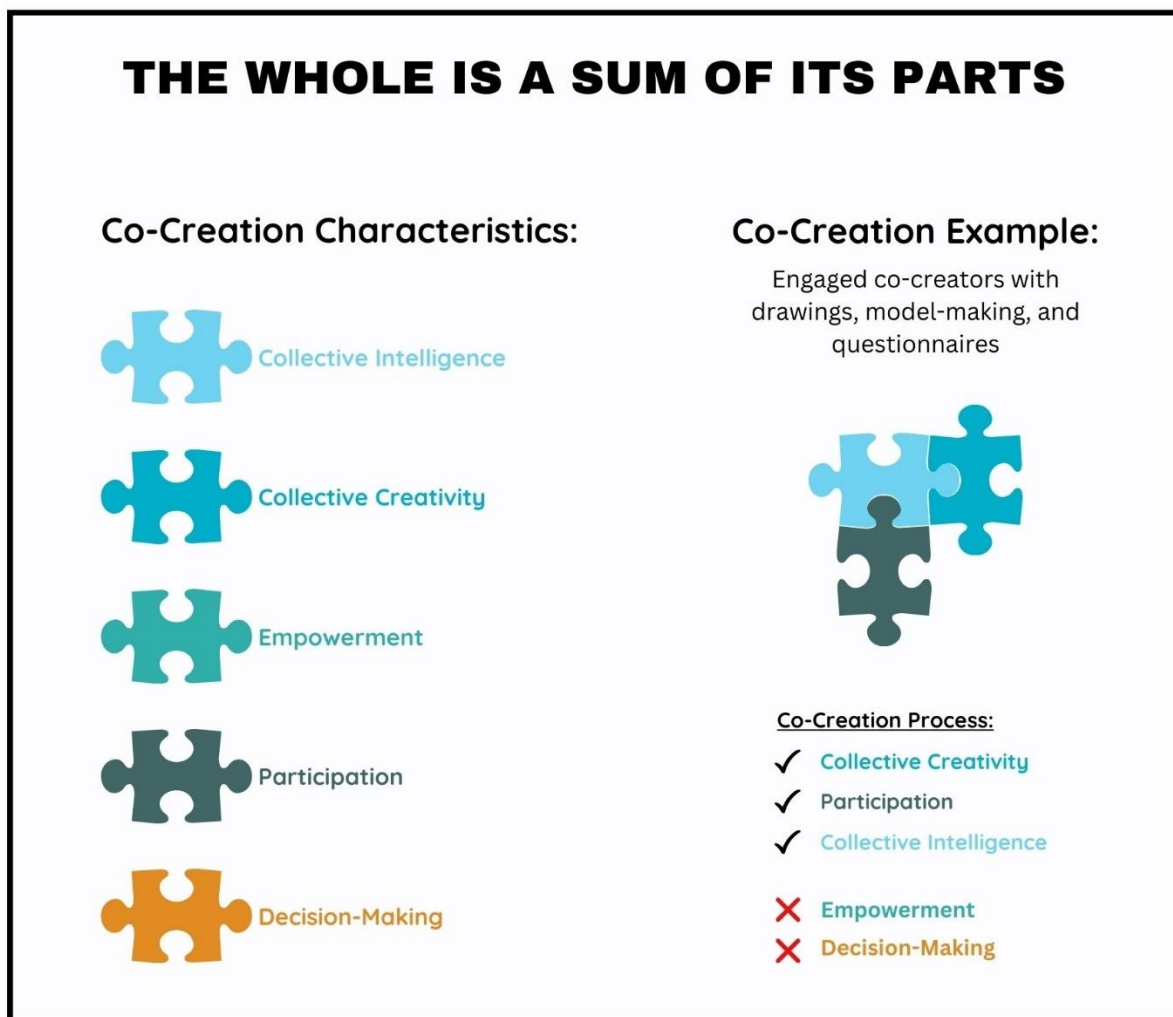 THE WHOLE IS A SUM OF ITS PARTS
Co-Creation Characteristics:
Collective Intelligence
Collective Creativity
Empowerment
Participation
Decision-Making
Co-Creation Example:
Engaged co-creators with
drawings, model-making, and
questionnaires
Co-Creation Process:
Collective Creativity
Participation
Collective Intelligence
Empowerment
Decision-Making